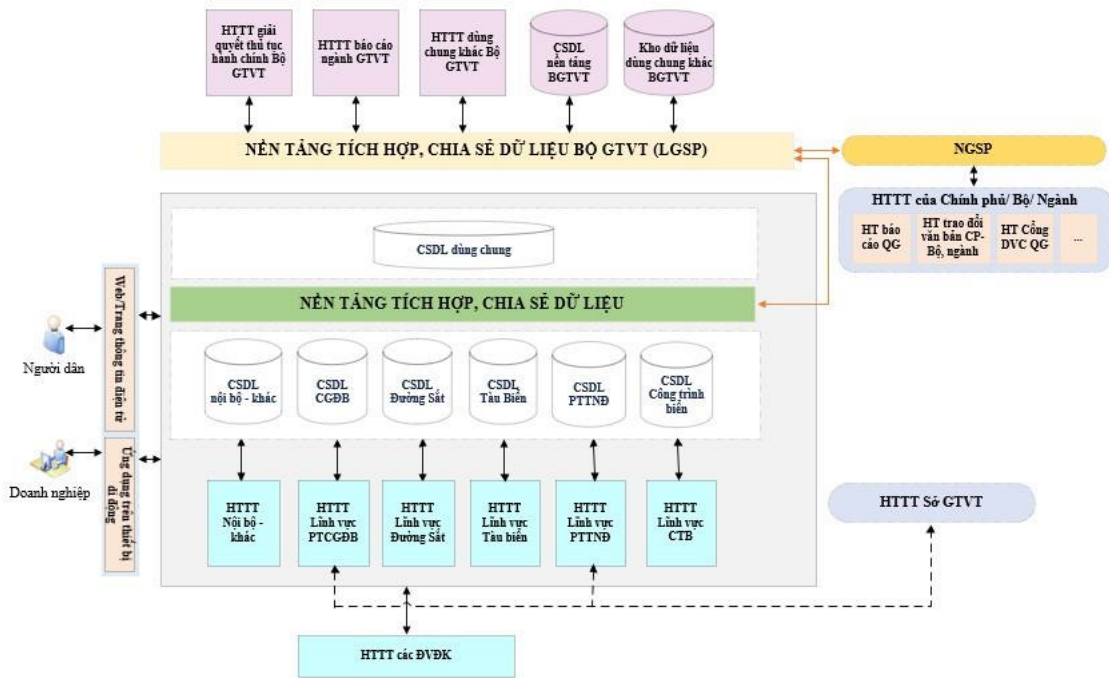 HTTT giải
quyết thủ tục
hành chính Bộ
GTVT
HTTT báo cáo
ngành GTVT
HTTT dùng
chung khác Bộ
GTVT
CSDL
nền tảng
BGTVT
Kho dữ liệu
dùng chung khác
BGTVT
NỀN TẢNG TÍCH HỢP, CHIA SẺ DỮ LIỆU BỘ GTVT (LGSP)
NGSP
HTTT của Chính phủ/ Bộ/ Ngành
HT báo
cáo QG
HT trao đổi
văn bản CP-
Bộ, ngành
HT Cổng
DVC QG
...
CSDL dùng chung
NỀN TẢNG TÍCH HỢP, CHIA SẺ DỮ LIỆU
Web/Trang thông tin điện tử
Người dân
CSDL
nội bộ - khác
CSDL
CGĐB
CSDL
Đường Sắt
CSDL
Tàu Biển
CSDL
PTTNĐ
CSDL
Công trình
biển
Ứng dụng trên thiết bị
di động
Doanh nghiệp
HTTT
Nội bộ -
khác
HTTT
Lĩnh vực
PTCGĐB
HTTT
Lĩnh vực
Đường Sắt
HTTT
Lĩnh vực
Tàu biển
HTTT
Lĩnh vực
PTTNĐ
HTTT
Lĩnh vực
CTB
HTTT Sở GTVT
HTTT các ĐVĐK